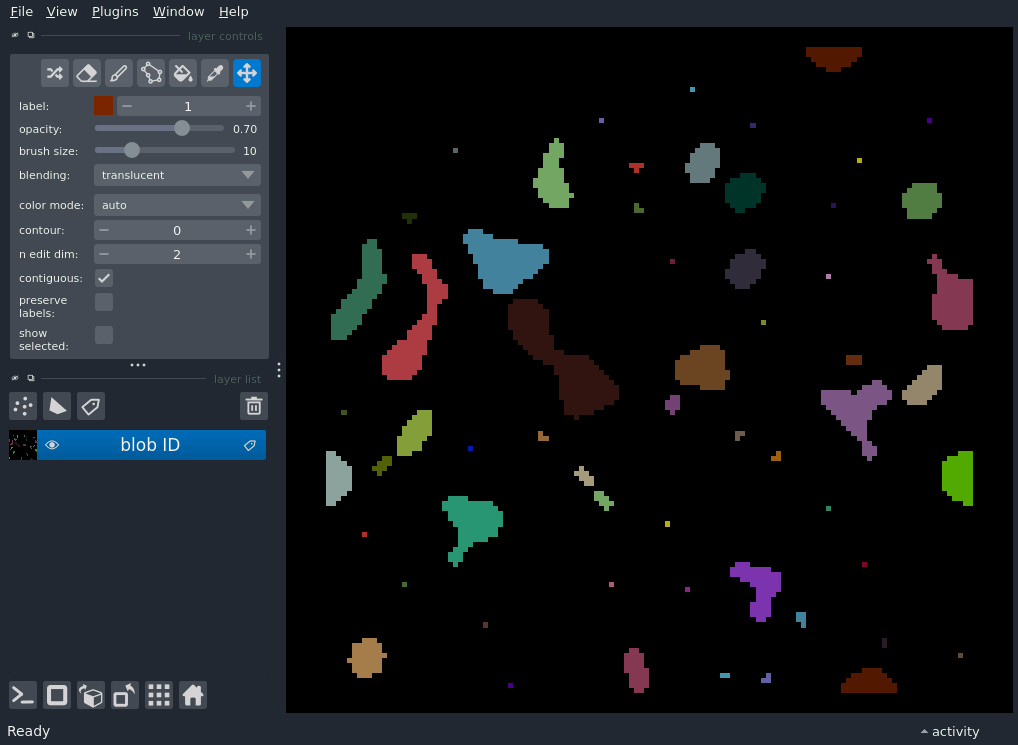 File View Plugins Window Help
layer controls
label: 1
opacity: 0.70
brush size: 10
blending: translucent
color mode: auto
contour: 0
n edit dim: 2
contiguous:
preserve
labels:
show
selected:
layer list
blob ID
Ready
activity